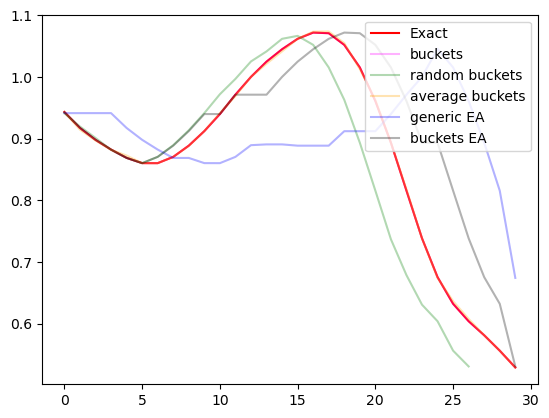 1.1
1.0
0.9
0.8
0.7
0.6
Exact
buckets
random buckets
average buckets
generic EA
buckets EA
0 5 10 15 20 25 30